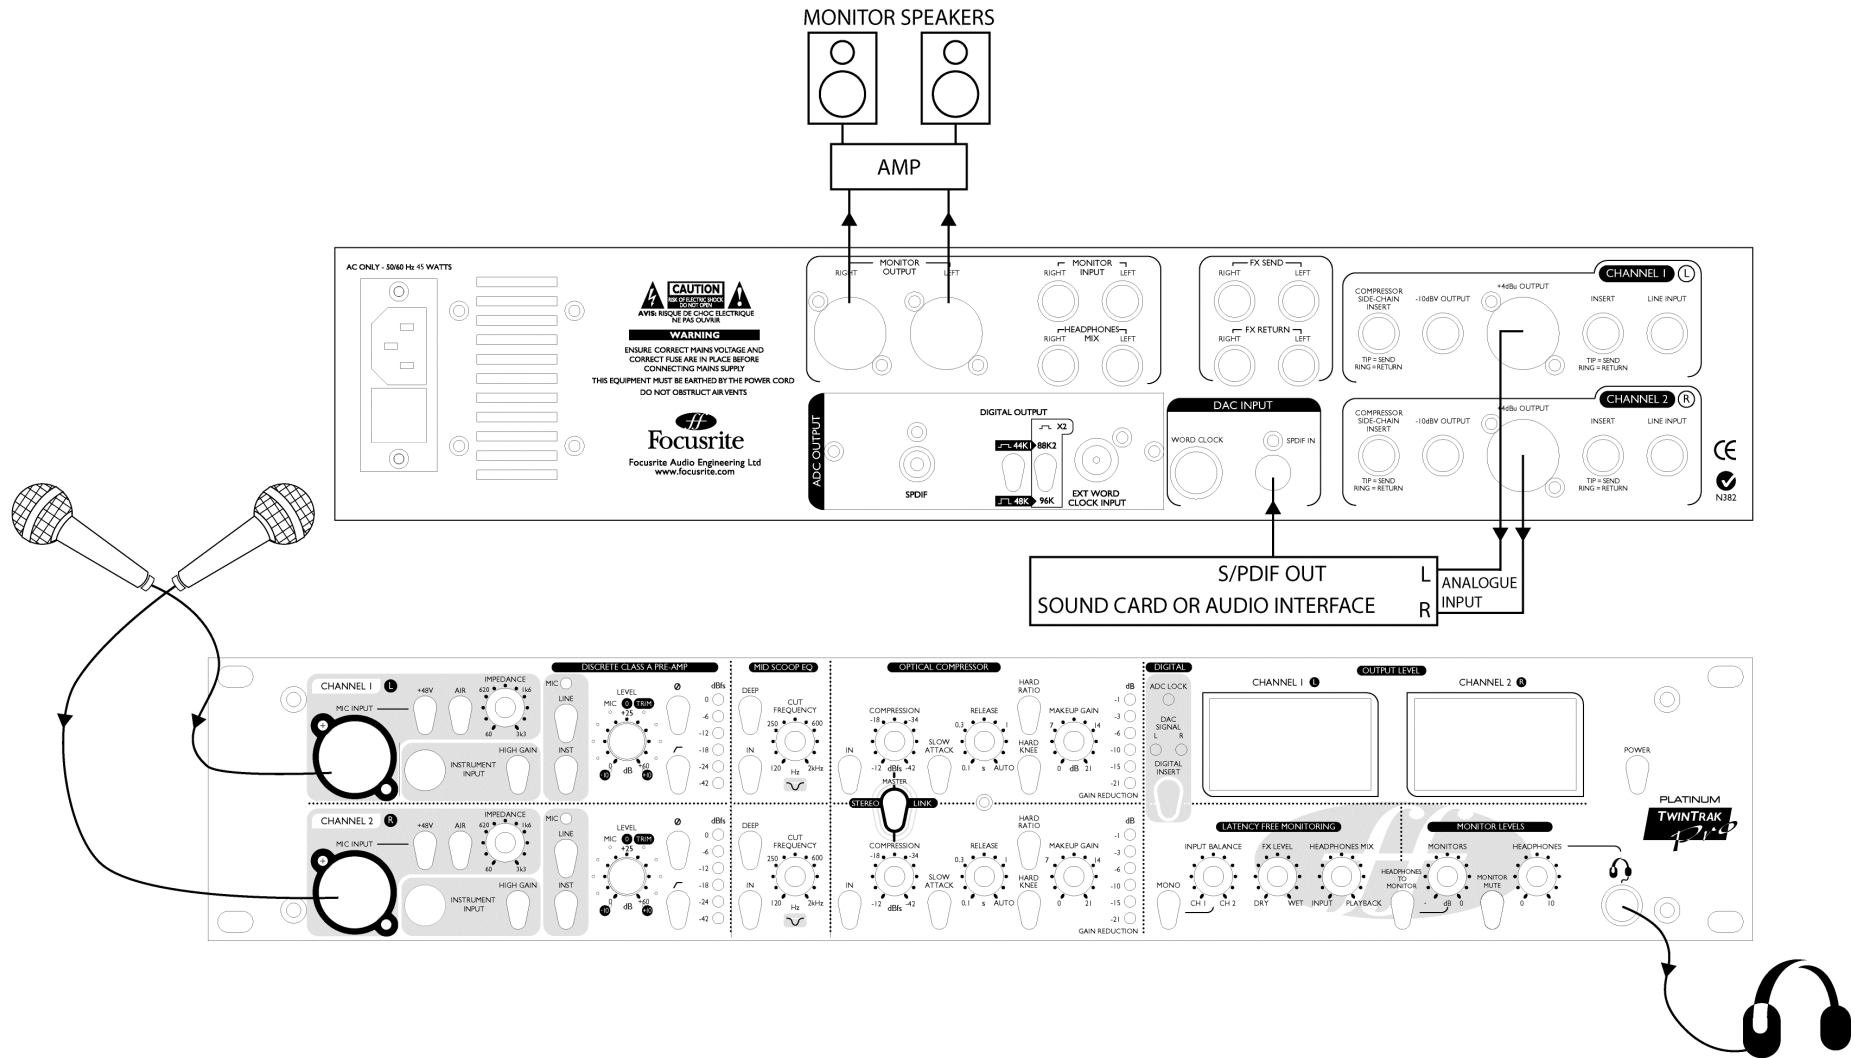 MONITOR SPEAKERS
AMP
AC ONLY - 50/60 Hz 45 WATTS
CAUTION
RISK OF ELECTRIC SHOCK
DO NOT OPEN
AVIS: RISQUE DE CHOC ELECTRIQUE
NE PAS OUVRIR
WARNING
ENSURE CORRECT MAINS VOLTAGE AND
CORRECT FUSE ARE IN PLACE BEFORE
CONNECTING MAINS SUPPLY
THIS EQUIPMENT MUST BE EARTHED BY THE POWER CORD
DO NOT OBSTRUCT AIR VENTS
ff
Focusrite
Focusrite Audio Engineering Ltd
www.focusrite.com
MONITOR
OUTPUT
RIGHT
LEFT
MONITOR
INPUT
RIGHT
LEFT
HEADPHONES
MIX
RIGHT
LEFT
FX SEND
RIGHT
LEFT
FX RETURN
RIGHT
LEFT
CHANNEL 1 L
COMPRESSOR
SIDE-CHAIN
INSERT
TIP = SEND
RING = RETURN
-10dBV OUTPUT
+4dBu OUTPUT
INSERT
TIP = SEND
RING = RETURN
LINE INPUT
CHANNEL 2 R
COMPRESSOR
SIDE-CHAIN
INSERT
TIP = SEND
RING = RETURN
-10dBV OUTPUT
+4dBu OUTPUT
INSERT
TIP = SEND
RING = RETURN
LINE INPUT
CE
N382
ADC OUTPUT
SPDIF
DIGITAL OUTPUT
X2
44K1 88K2
48K 96K
EXT WORD
CLOCK INPUT
DAC INPUT
WORD CLOCK
SPDIF IN
S/PDIF OUT
SOUND CARD OR AUDIO INTERFACE
L
R
ANALOGUE
INPUT
DISCRETE CLASS A PRE-AMP
MID SCOOP EQ
OPTICAL COMPRESSOR
DIGITAL
OUTPUT LEVEL
CHANNEL 1 L
MIC INPUT
+48V
AIR
IMPEDANCE
620 1k6
60 3k3
INSTRUMENT
INPUT
HIGH GAIN
MIC
LINE
INST
LEVEL
MIC 0 TRIM
+25
0 +60
-10 dB +10
Ø
dBfs
0
-6
-12
-18
-24
-42
DEEP
IN
CUT
FREQUENCY
250 600
120 Hz 2kHz
IN
COMPRESSION
-18 -34
-12 dBfs -42
SLOW
ATTACK
RELEASE
0.3 1
0.1 s AUTO
HARD
RATIO
HARD
KNEE
MAKEUP GAIN
7 14
0 dB 21
dB
-1
-3
-6
-10
-15
-21
GAIN REDUCTION
MASTER
STEREO LINK
ADC LOCK
DAC
SIGNAL
L R
DIGITAL
INSERT
CHANNEL 1 L
CHANNEL 2 R
POWER
PLATINUM
TWINTRAK
Pro
CHANNEL 2 R
MIC INPUT
+48V
AIR
IMPEDANCE
620 1k6
60 3k3
INSTRUMENT
INPUT
HIGH GAIN
MIC
LINE
INST
LEVEL
MIC 0 TRIM
+25
0 +60
-10 dB +10
Ø
dBfs
0
-6
-12
-18
-24
-42
DEEP
IN
CUT
FREQUENCY
250 600
120 Hz 2kHz
IN
COMPRESSION
-18 -34
-12 dBfs -42
SLOW
ATTACK
RELEASE
0.3 1
0.1 s AUTO
HARD
RATIO
HARD
KNEE
MAKEUP GAIN
7 14
0 21
dB
-1
-3
-6
-10
-15
-21
GAIN REDUCTION
LATENCY FREE MONITORING
MONO
INPUT BALANCE
CH 1 CH 2
FX LEVEL
DRY WET
HEADPHONES MIX
INPUT PLAYBACK
MONITOR LEVELS
HEADPHONES
TO
MONITOR
MONITORS
- dB 0
MONITOR
MUTE
HEADPHONES
0 10